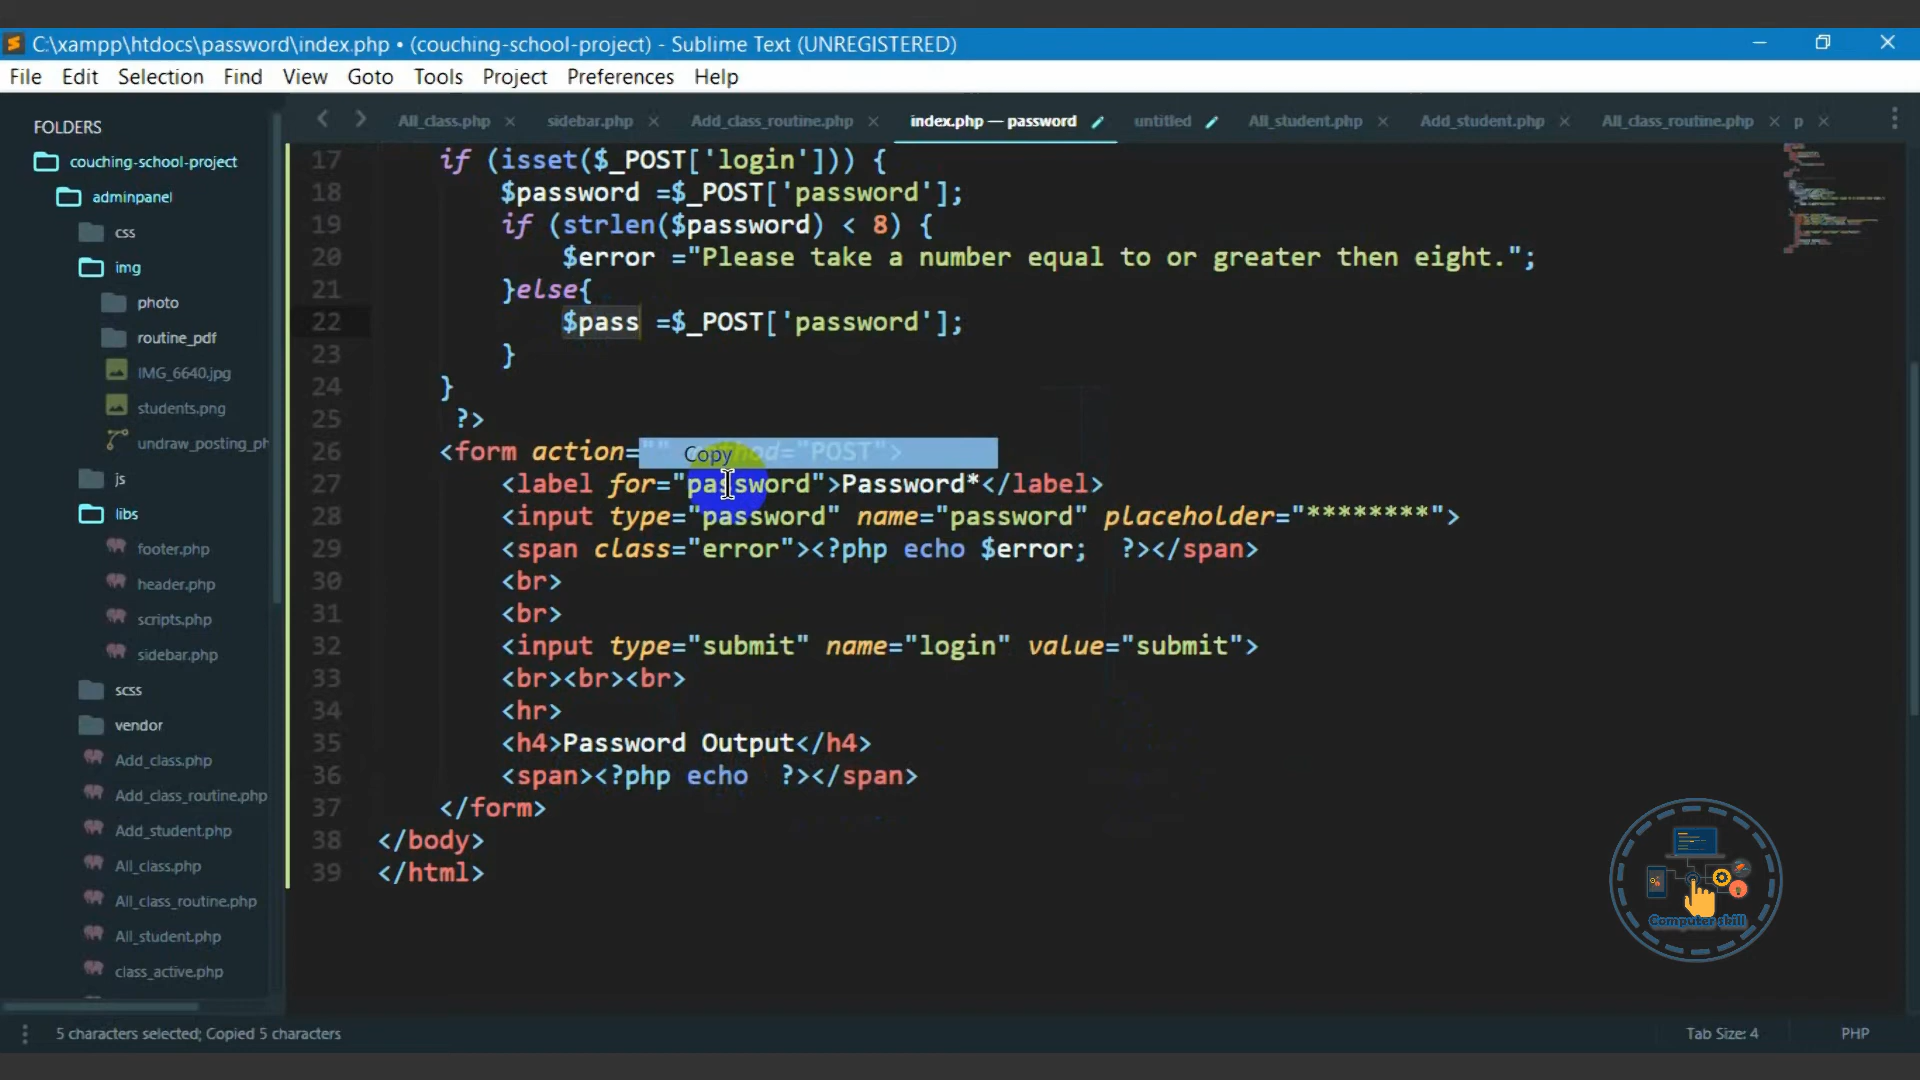 C:\xampp\htdocs\password\index.php • (couching-school-project) - Sublime Text (UNREGISTERED)
File Edit Selection Find View Goto Tools Project Preferences Help
FOLDERS
couching-school-project
adminpanel
css
img
photo
routine_pdf
IMG_6640.jpg
students.png
undraw_posting_ph
js
libs
footer.php
header.php
scripts.php
sidebar.php
scss
vendor
Add_class.php
Add_class_routine.php
Add_student.php
All_class.php
All_class_routine.php
All_student.php
class_active.php
All_class.php × sidebar.php × Add_class_routine.php × index.php — password untitled All_student.php × Add_student.php × All_class_routine.php × p ×
17 if (isset($_POST['login'])) {
18 $password =$_POST['password'];
19 if (strlen($password) < 8) {
20 $error ="Please take a number equal to or greater then eight.";
21 }else{
22 $pass =$_POST['password'];
23 }
24 }
25 ?>
26 <form action="" method="POST">
Copy
27 <label for="password">Password*</label>
28 <input type="password" name="password" placeholder="********">
29 <span class="error"><?php echo $error;  ?></span>
30 <br>
31 <br>
32 <input type="submit" name="login" value="submit">
33 <br><br><br>
34 <hr>
35 <h4>Password Output</h4>
36 <span><?php echo  ?></span>
37 </form>
38 </body>
39 </html>
Computer skill
5 characters selected; Copied 5 characters
Tab Size: 4 PHP